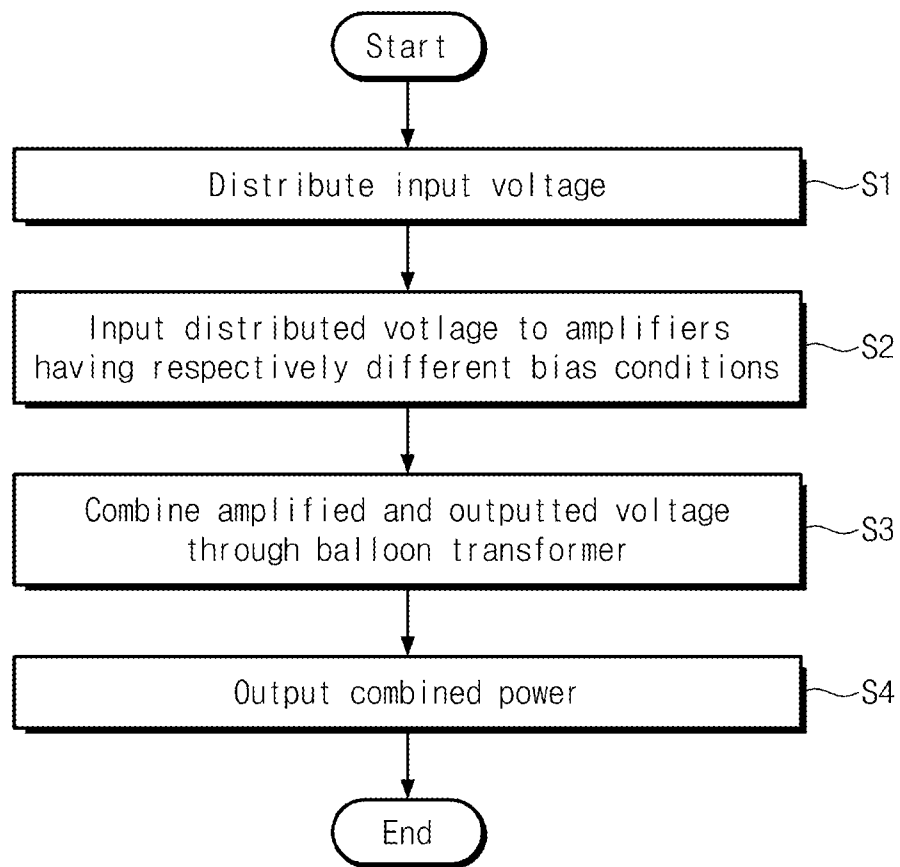 Start
Distribute input voltage
S1
Input distributed votlage to amplifiers
having respectively different bias conditions
S2
Combine amplified and outputted voltage
through balloon transformer
S3
Output combined power
S4
End